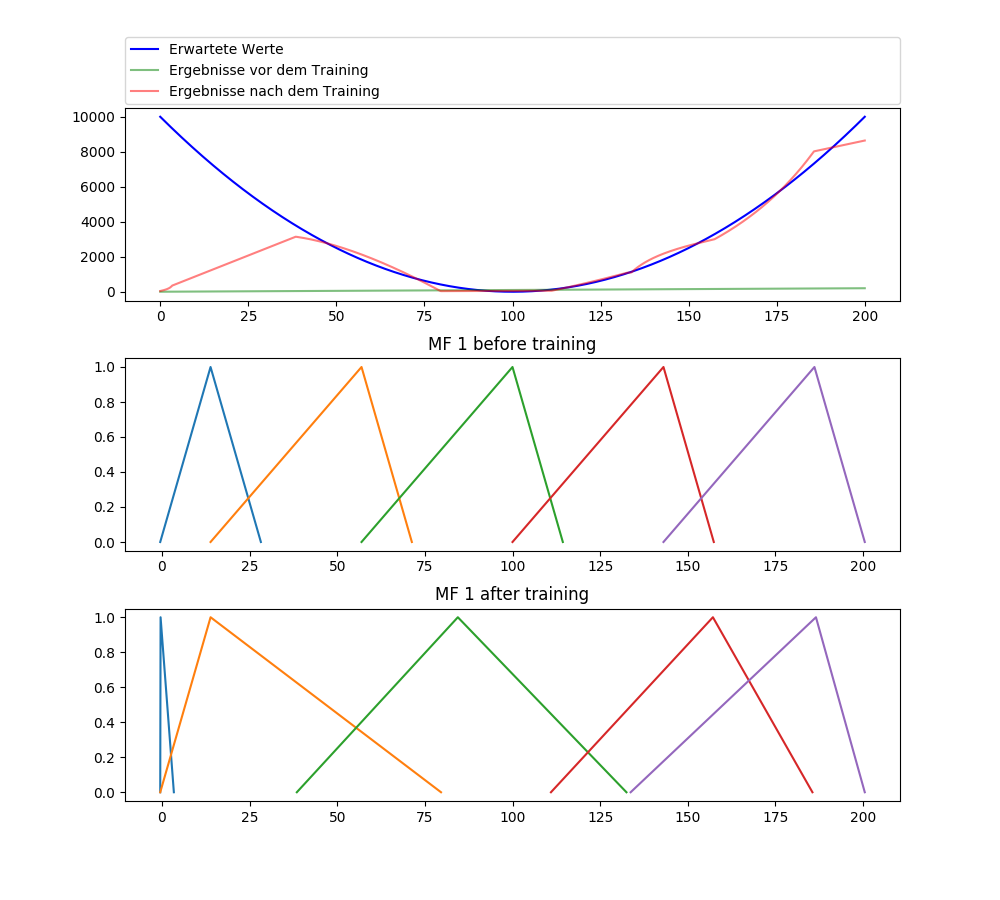 Erwartete Werte
Ergebnisse vor dem Training
Ergebnisse nach dem Training
10000
8000
6000
4000
2000
0
0 25 50 75 100 125 150 175 200
MF 1 before training
1.0
0.8
0.6
0.4
0.2
0.0
0 25 50 75 100 125 150 175 200
MF 1 after training
1.0
0.8
0.6
0.4
0.2
0.0
0 25 50 75 100 125 150 175 200